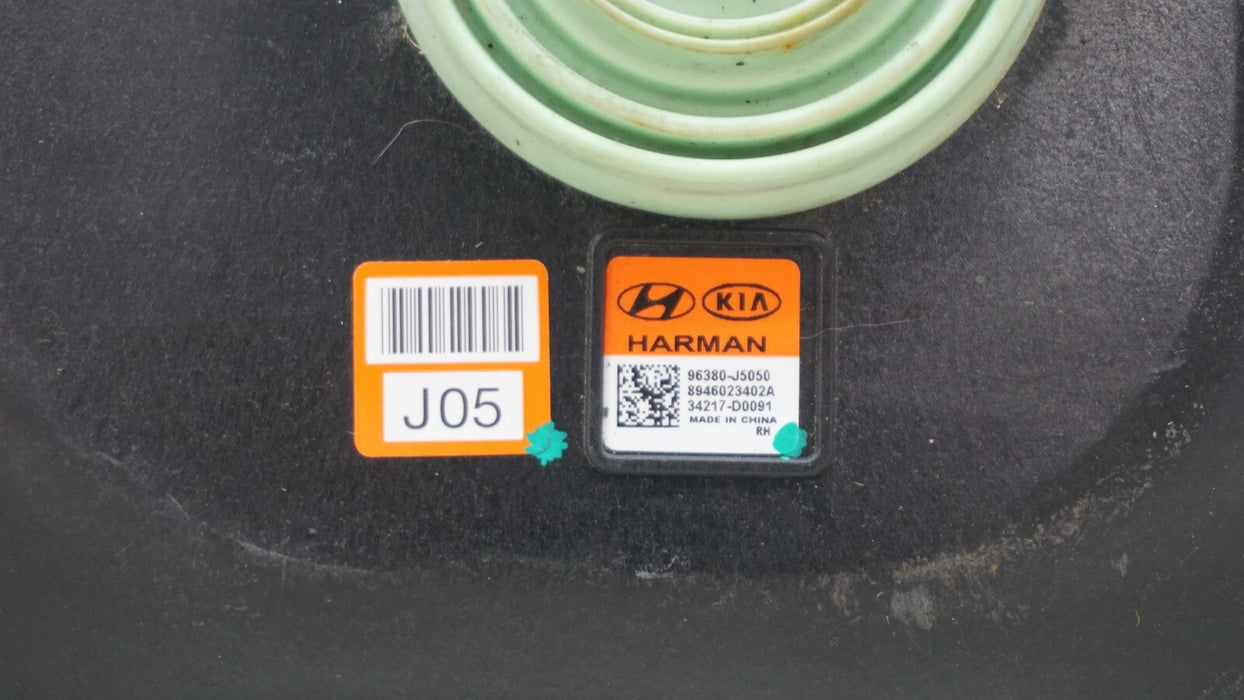 J05
KIA
HARMAN
96380-J5050
8946023402A
34217-D0091
MADE IN CHINA
RH